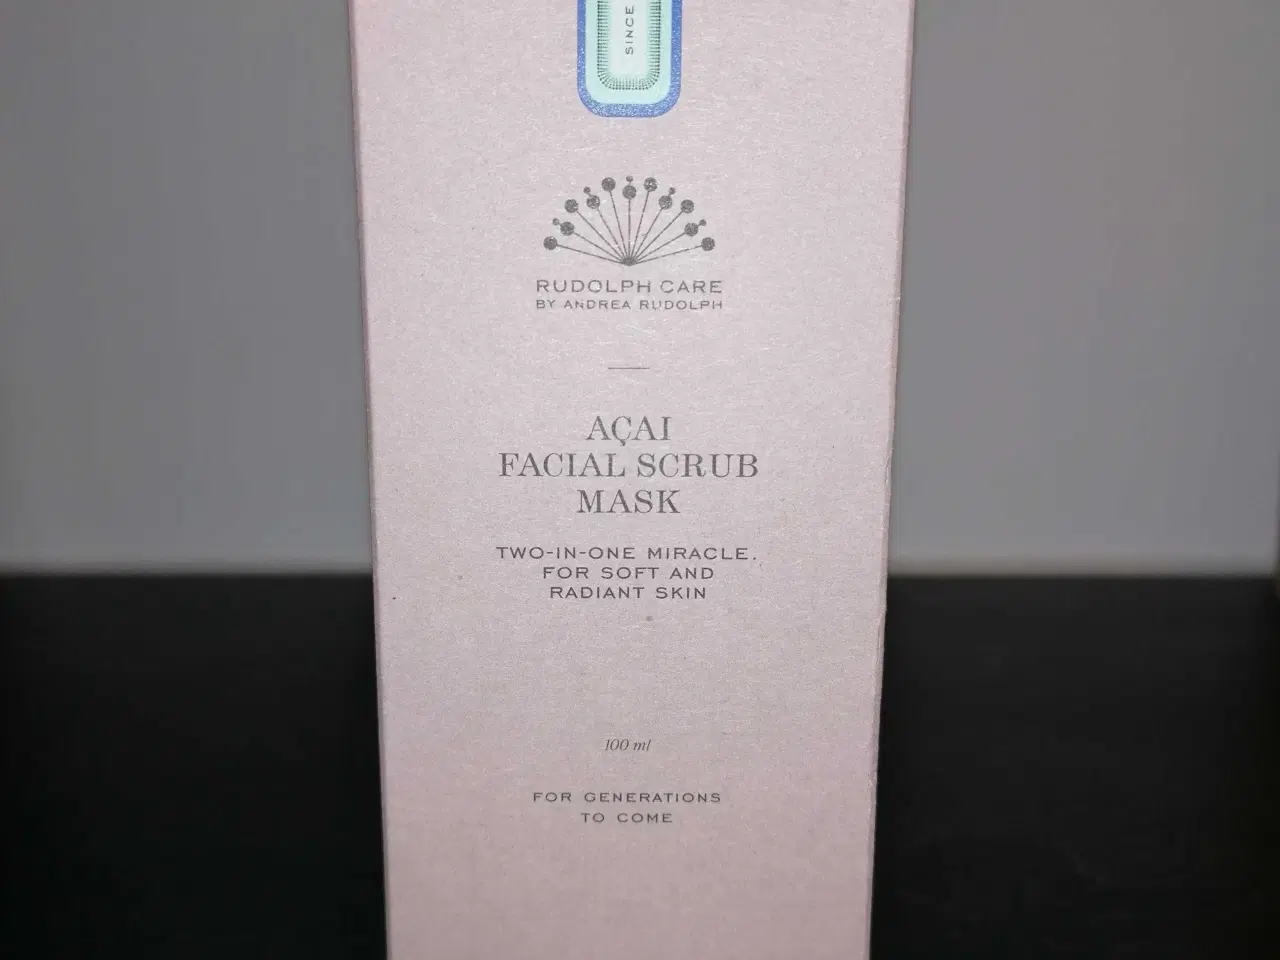 SINCE
RUDOLPH CARE
BY ANDREA RUDOLPH
AÇAI
FACIAL SCRUB
MASK
TWO-IN-ONE MIRACLE.
FOR SOFT AND
RADIANT SKIN
100 ml
FOR GENERATIONS
TO COME